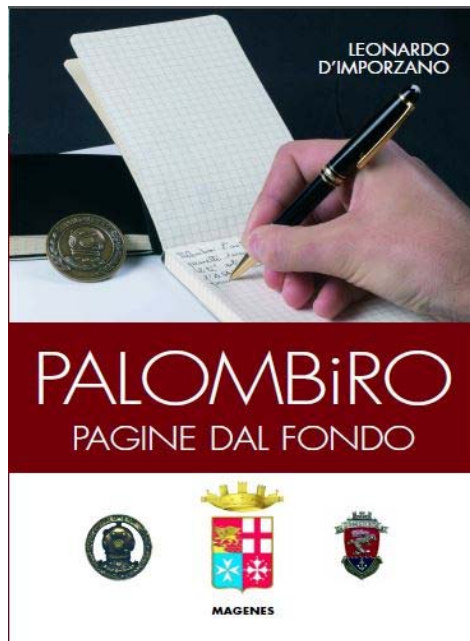 LEONARDO
D'IMPORZANO
PALOMBiRO
PAGINE DAL FONDO
MAGENES